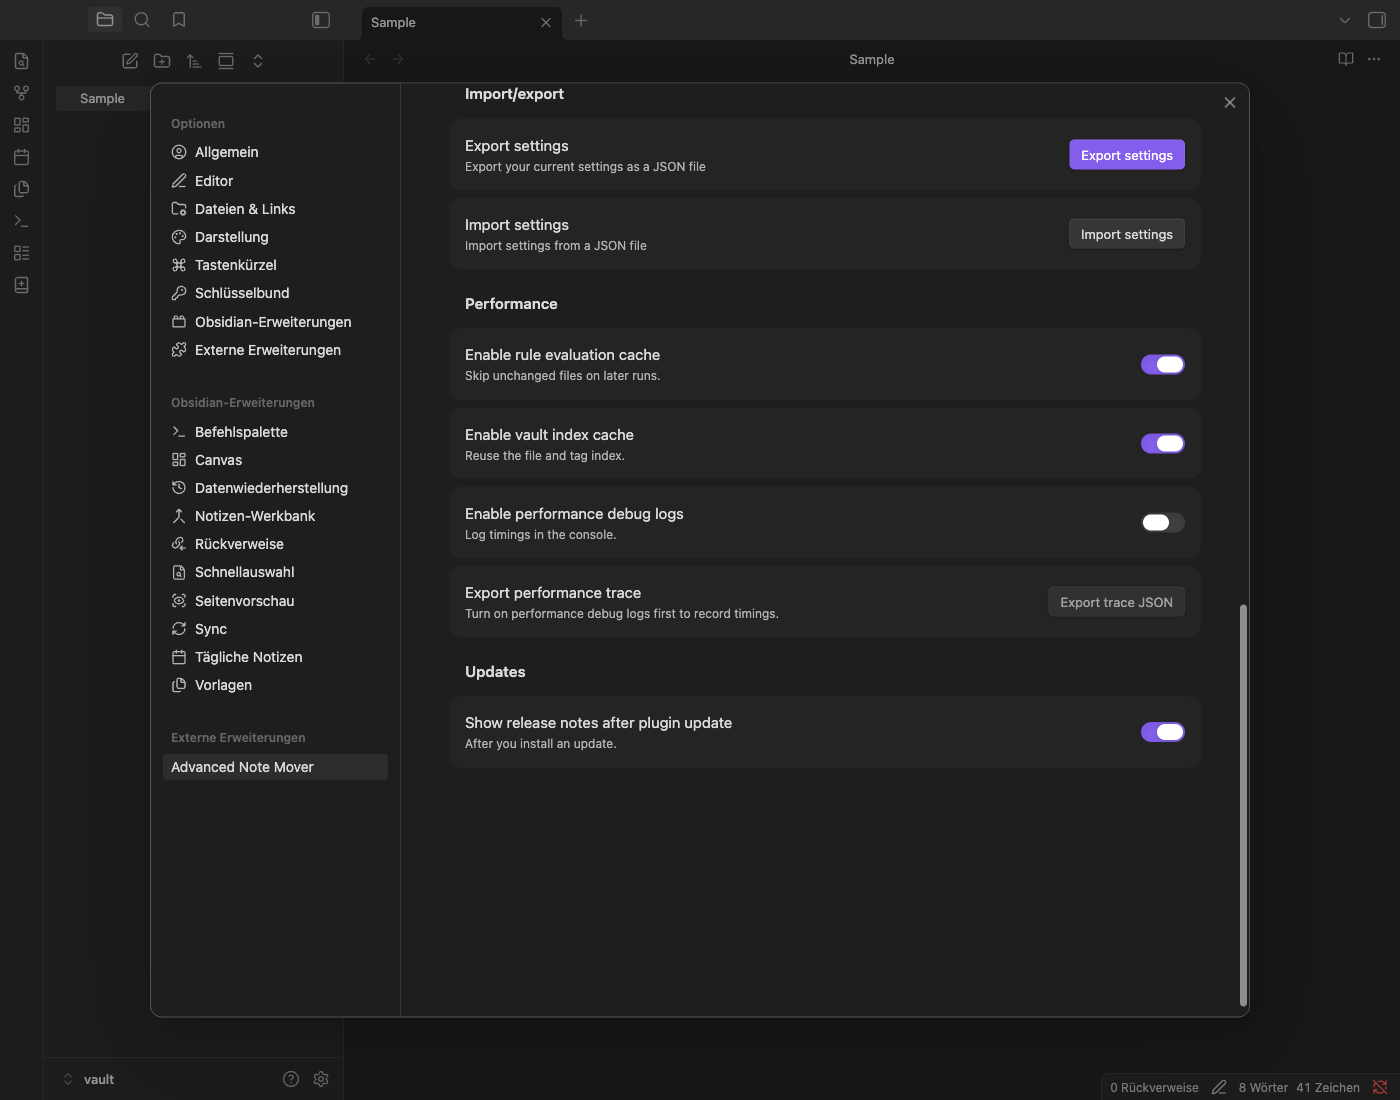 Sample
Sample
Sample
Optionen
Allgemein
Editor
Dateien & Links
Darstellung
Tastenkürzel
Schlüsselbund
Obsidian-Erweiterungen
Externe Erweiterungen
Obsidian-Erweiterungen
Befehlspalette
Canvas
Datenwiederherstellung
Notizen-Werkbank
Rückverweise
Schnellauswahl
Seitenvorschau
Sync
Tägliche Notizen
Vorlagen
Externe Erweiterungen
Advanced Note Mover
Import/export
Export settings
Export your current settings as a JSON file
Export settings
Import settings
Import settings from a JSON file
Import settings
Performance
Enable rule evaluation cache
Skip unchanged files on later runs.
Enable vault index cache
Reuse the file and tag index.
Enable performance debug logs
Log timings in the console.
Export performance trace
Turn on performance debug logs first to record timings.
Export trace JSON
Updates
Show release notes after plugin update
After you install an update.
vault
0 Rückverweise
8 Wörter
41 Zeichen